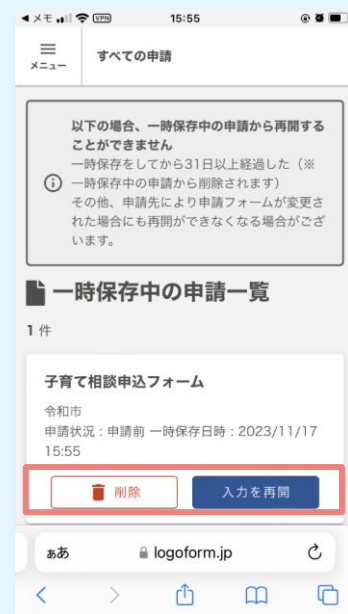 メモ VPN 15:55
メニュー すべての申請
以下の場合、一時保存中の申請から再開する
ことができません
一時保存をしてから31日以上経過した（※
一時保存中の申請から削除されます）
その他、申請先により申請フォームが変更さ
れた場合にも再開ができなくなる場合がござ
います。
一時保存中の申請一覧
1 件
子育て相談申込フォーム
令和市
申請状況：申請前 一時保存日時：2023/11/17
15:55
削除 入力を再開
ぁあ logoform.jp